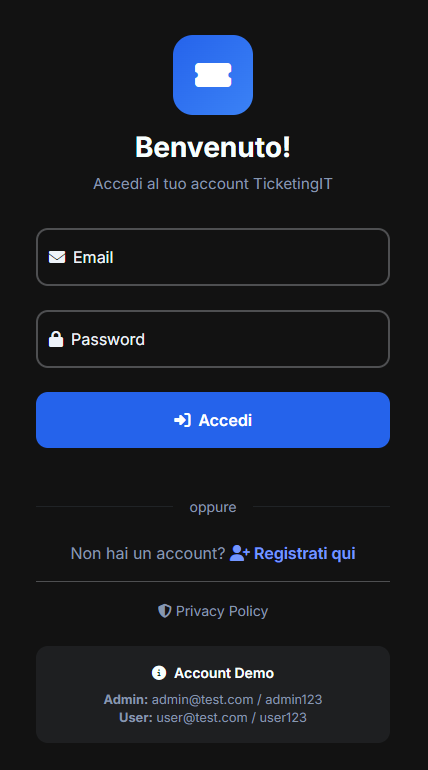 Benvenuto!
Accedi al tuo account TicketingIT
Email
Password
Accedi
oppure
Non hai un account? Registrati qui
Privacy Policy
Account Demo
Admin: admin@test.com / admin123
User: user@test.com / user123